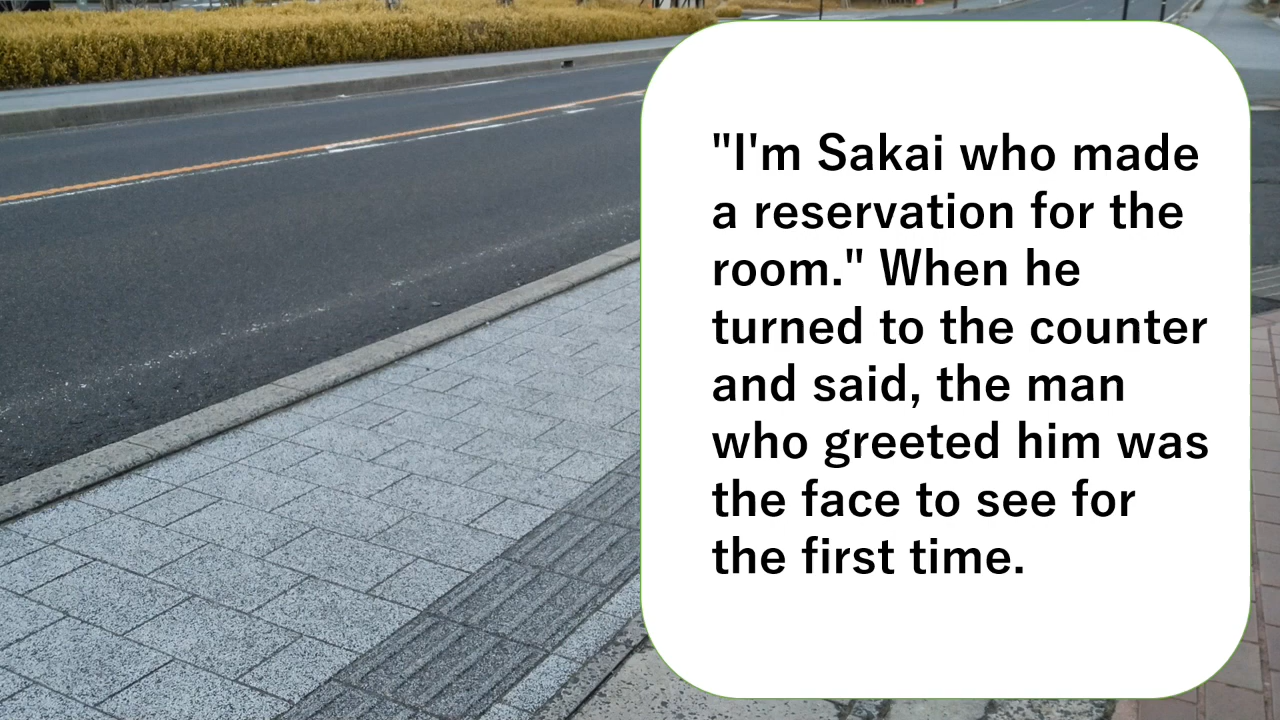 "I'm Sakai who made
a reservation for the
room." When he
turned to the counter
and said, the man
who greeted him was
the face to see for
the first time.